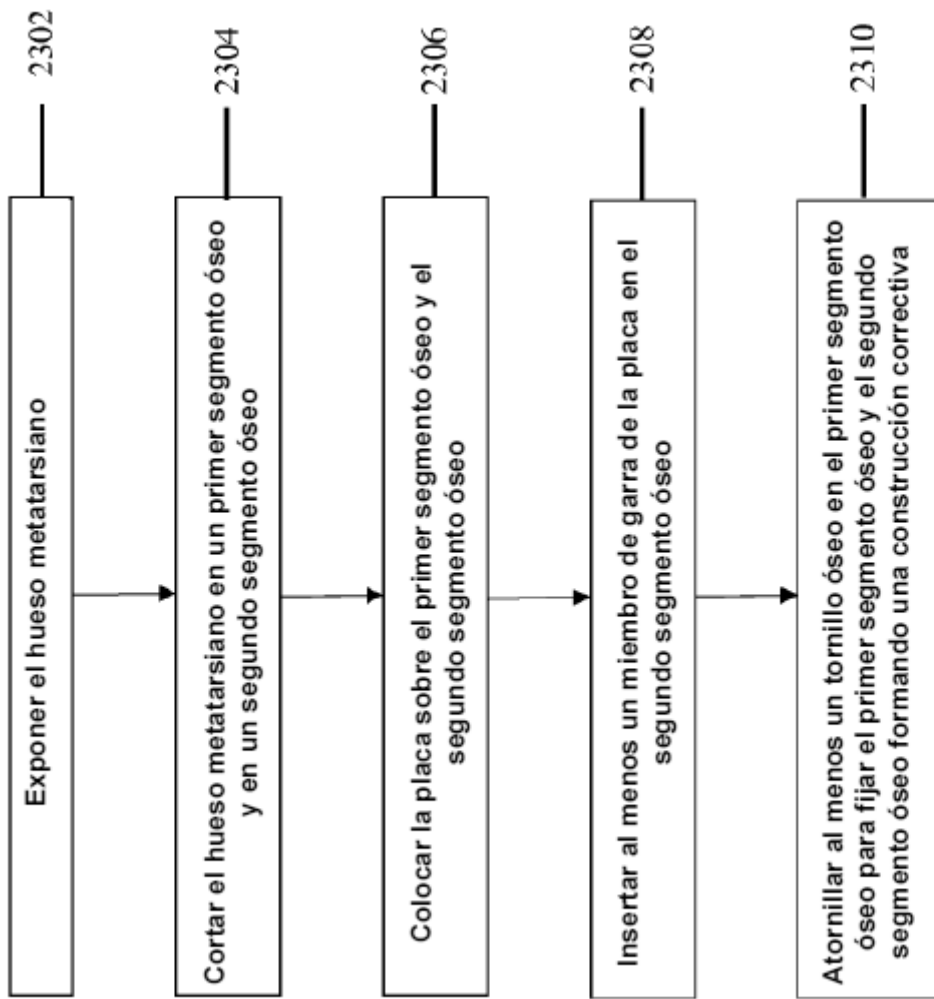 Exponer el hueso metatarsiano
2302
Cortar el hueso metatarsiano en un primer segmento óseo
y en un segundo segmento óseo
2304
Colocar la placa sobre el primer segmento óseo y el
segundo segmento óseo
2306
Insertar al menos un miembro de garra de la placa en el
segundo segmento óseo
2308
Atornillar al menos un tornillo óseo en el primer segmento
óseo para fijar el primer segmento óseo y el segundo
segmento óseo formando una construcción correctiva
2310